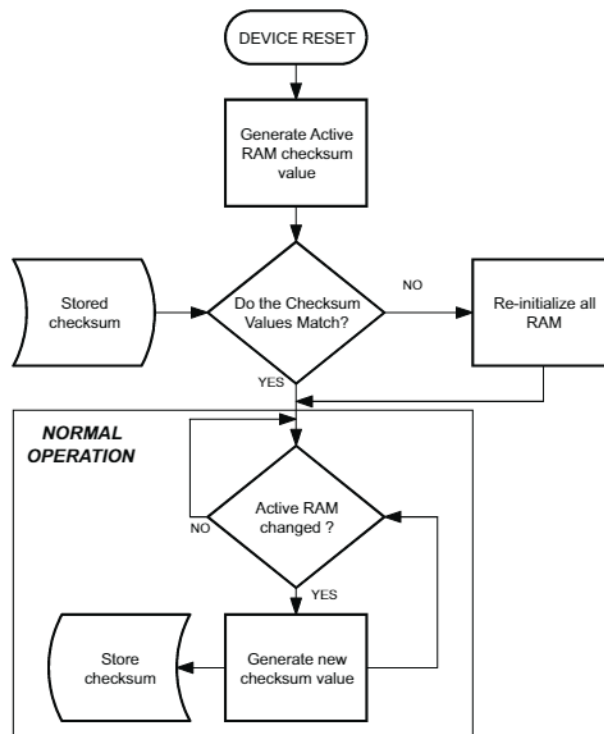 DEVICE RESET
Generate Active
RAM checksum
value
Stored
checksum
Do the Checksum
Values Match?
NO
Re-initialize all
RAM
YES
NORMAL
OPERATION
Active RAM
changed ?
NO
YES
Store
checksum
Generate new
checksum value